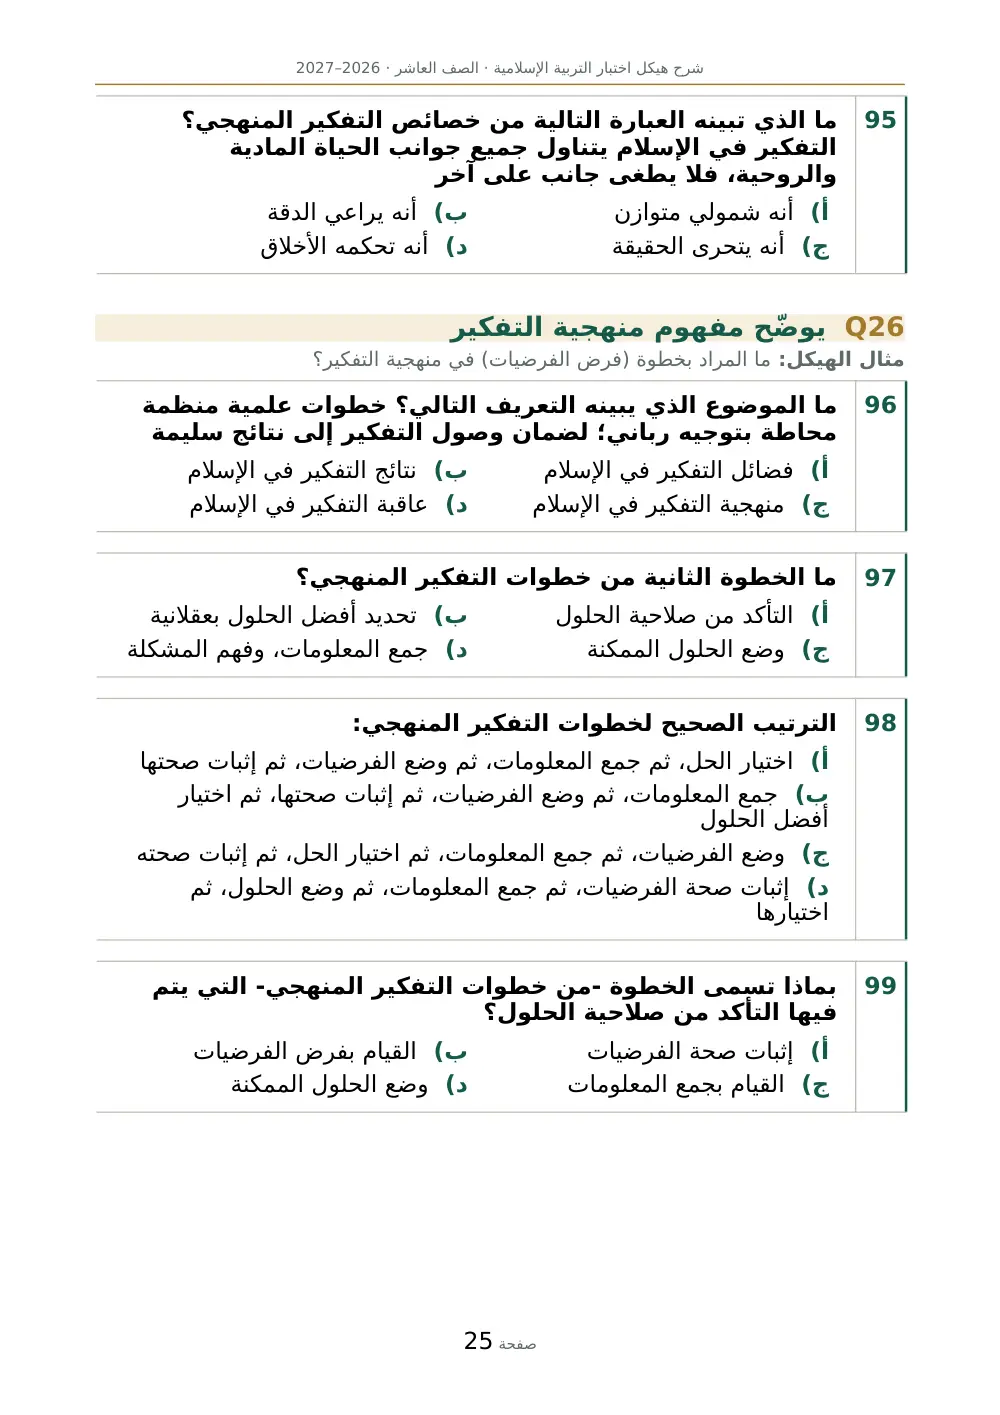 شرح هيكل اختبار التربية الإسلامية · الصف العاشر · 2026–2027
95 ما الذي تبينه العبارة التالية من خصائص التفكير المنهجي؟
التفكير في الإسلام يتناول جميع جوانب الحياة المادية
والروحية، فلا يطغى جانب على آخر
أ) أنه شمولي متوازن ب) أنه يراعي الدقة
ج) أنه يتحرى الحقيقة د) أنه تحكمه الأخلاق
Q26 يوضّح مفهوم منهجية التفكير
مثال الهيكل: ما المراد بخطوة (فرض الفرضيات) في منهجية التفكير؟
96 ما الموضوع الذي يبينه التعريف التالي؟ خطوات علمية منظمة
محاطة بتوجيه رباني؛ لضمان وصول التفكير إلى نتائج سليمة
أ) فضائل التفكير في الإسلام ب) نتائج التفكير في الإسلام
ج) منهجية التفكير في الإسلام د) عاقبة التفكير في الإسلام
97 ما الخطوة الثانية من خطوات التفكير المنهجي؟
أ) التأكد من صلاحية الحلول ب) تحديد أفضل الحلول بعقلانية
ج) وضع الحلول الممكنة د) جمع المعلومات، وفهم المشكلة
98 الترتيب الصحيح لخطوات التفكير المنهجي:
أ) اختيار الحل، ثم جمع المعلومات، ثم وضع الفرضيات، ثم إثبات صحتها
ب) جمع المعلومات، ثم وضع الفرضيات، ثم إثبات صحتها، ثم اختيار
أفضل الحلول
ج) وضع الفرضيات، ثم جمع المعلومات، ثم اختيار الحل، ثم إثبات صحته
د) إثبات صحة الفرضيات، ثم جمع المعلومات، ثم وضع الحلول، ثم
اختيارها
99 بماذا تسمى الخطوة -من خطوات التفكير المنهجي- التي يتم
فيها التأكد من صلاحية الحلول؟
أ) إثبات صحة الفرضيات ب) القيام بفرض الفرضيات
ج) القيام بجمع المعلومات د) وضع الحلول الممكنة
صفحة 25